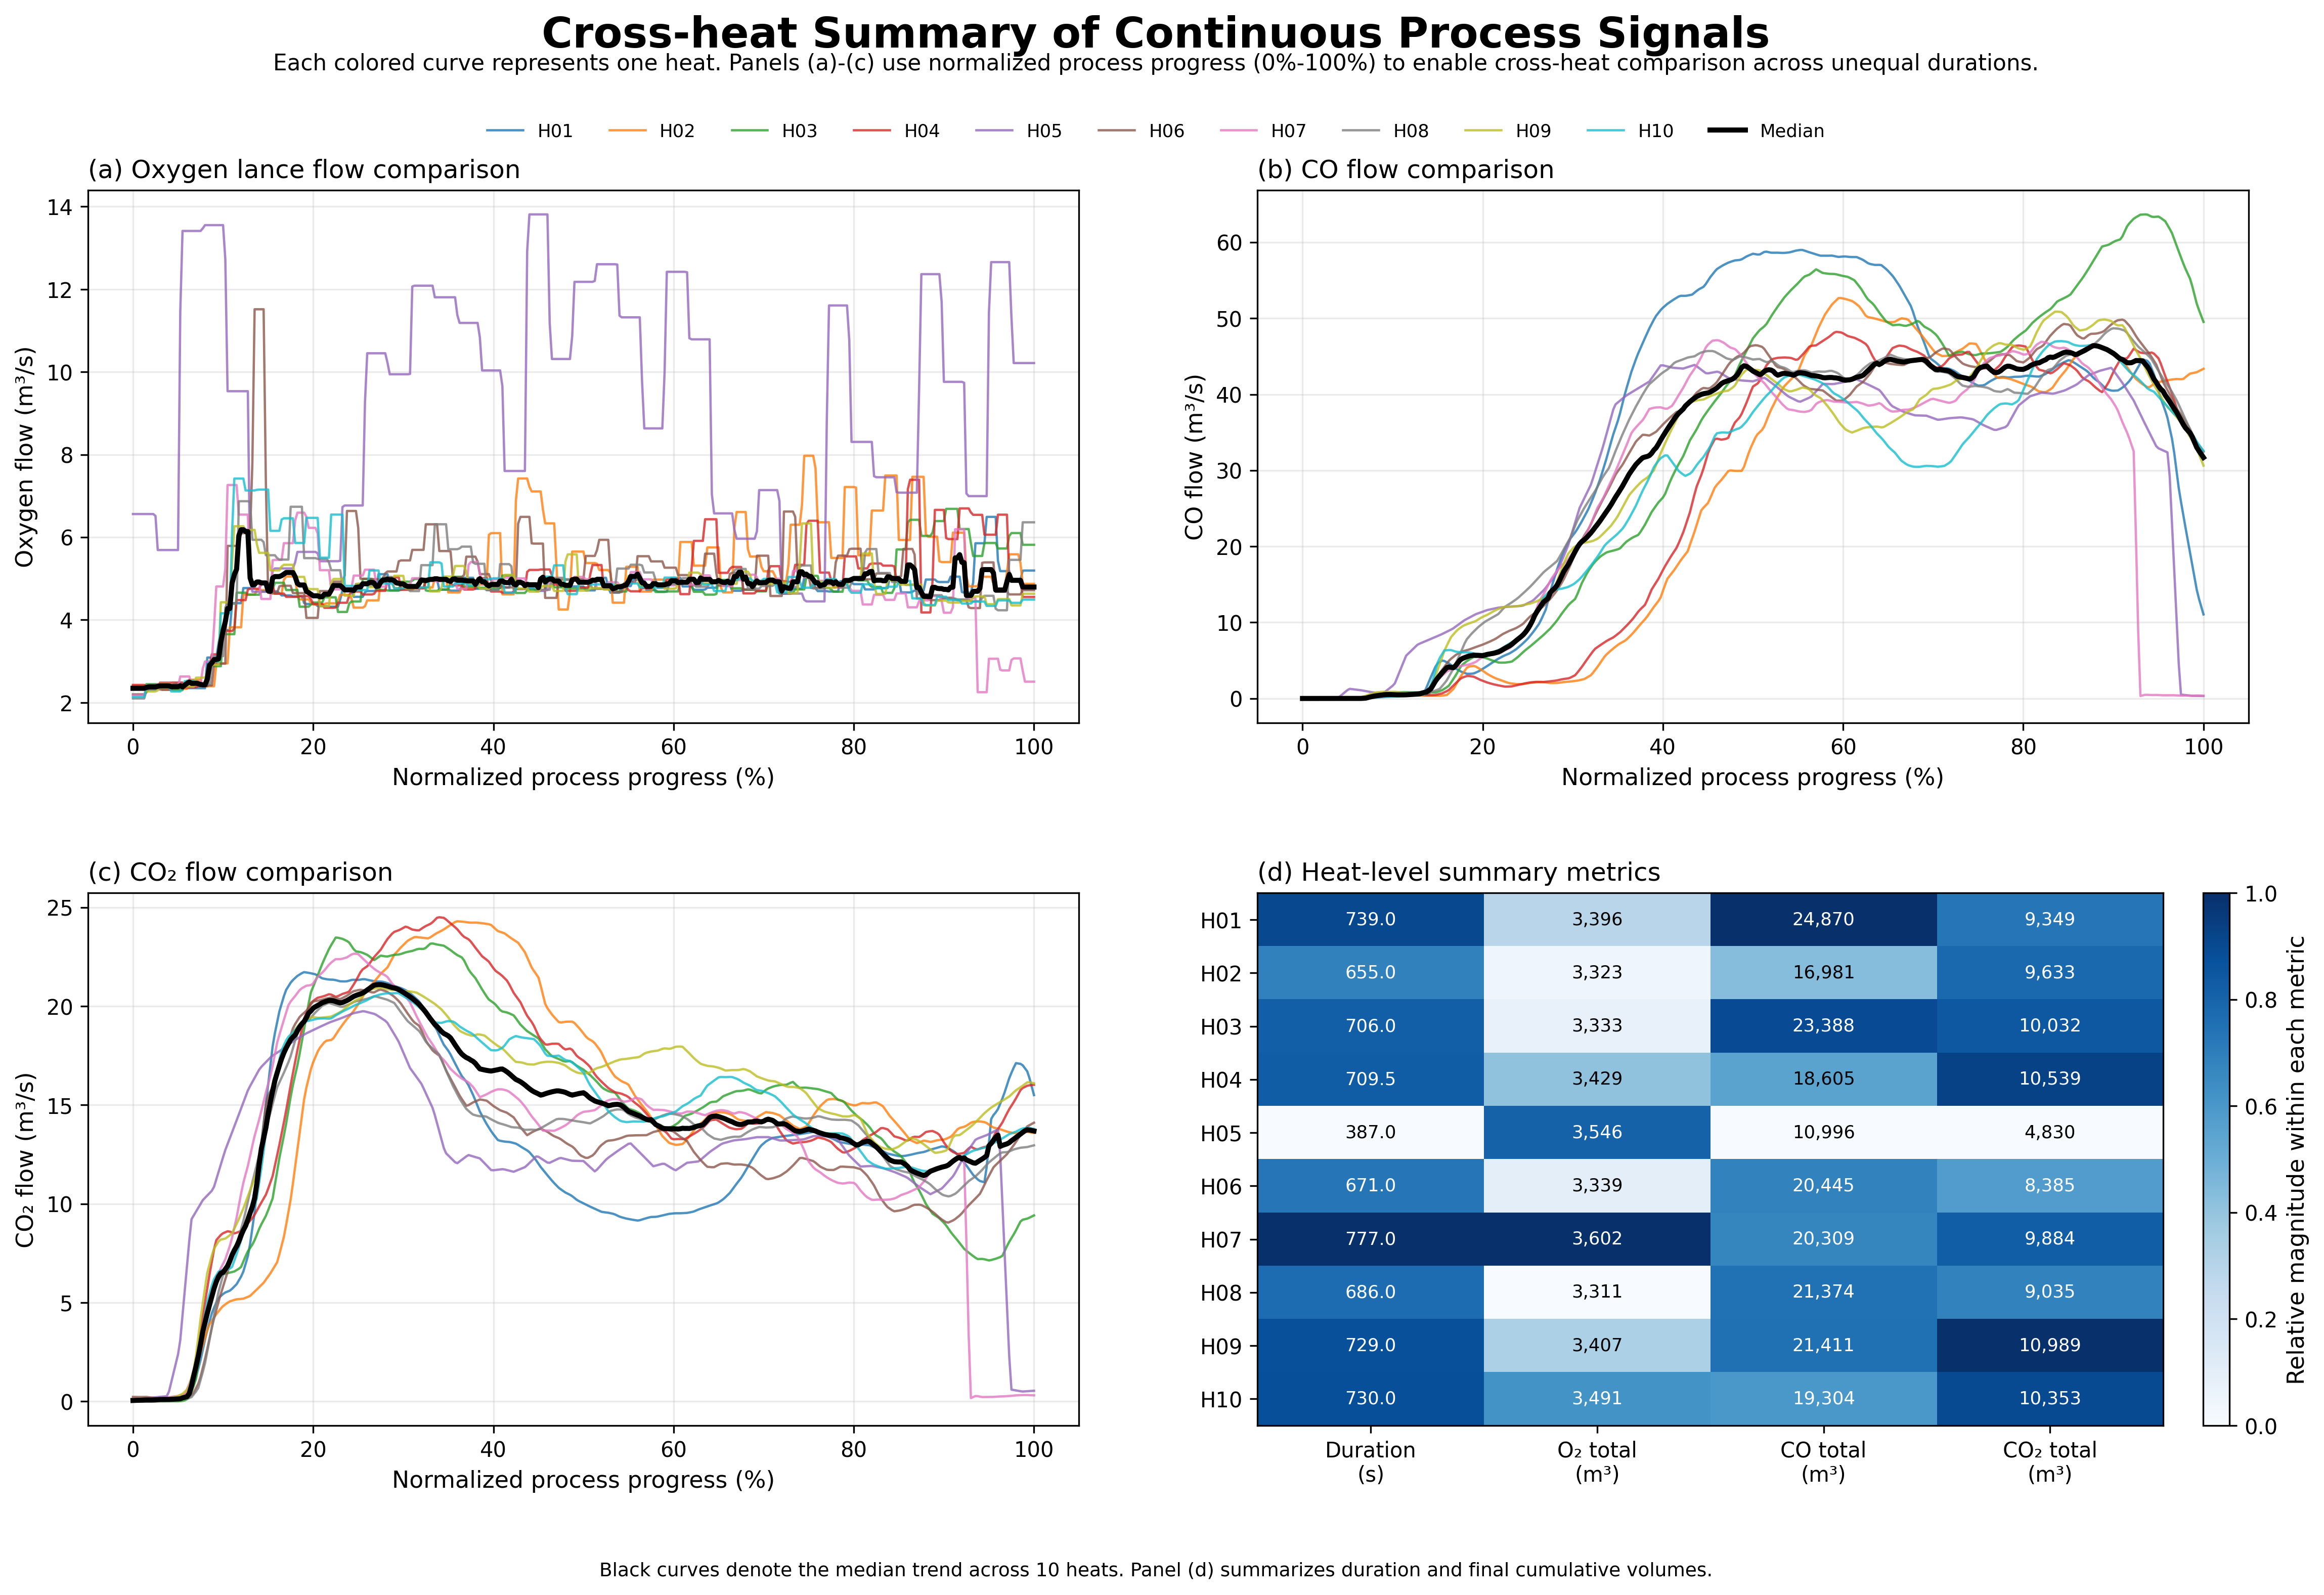 Cross-heat Summary of Continuous Process Signals
Each colored curve represents one heat. Panels (a)-(c) use normalized process progress (0%-100%) to enable cross-heat comparison across unequal durations.
H01 H02 H03 H04 H05 H06 H07 H08 H09 H10 Median
(a) Oxygen lance flow comparison
14
12
10
8
6
4
2
Oxygen flow (m³/s)
0 20 40 60 80 100
Normalized process progress (%)
(b) CO flow comparison
60
50
40
30
20
10
0
CO flow (m³/s)
0 20 40 60 80 100
Normalized process progress (%)
(c) CO₂ flow comparison
25
20
15
10
5
0
CO₂ flow (m³/s)
0 20 40 60 80 100
Normalized process progress (%)
(d) Heat-level summary metrics
H01 739.0 3,396 24,870 9,349
H02 655.0 3,323 16,981 9,633
H03 706.0 3,333 23,388 10,032
H04 709.5 3,429 18,605 10,539
H05 387.0 3,546 10,996 4,830
H06 671.0 3,339 20,445 8,385
H07 777.0 3,602 20,309 9,884
H08 686.0 3,311 21,374 9,035
H09 729.0 3,407 21,411 10,989
H10 730.0 3,491 19,304 10,353
Duration O₂ total CO total CO₂ total
(s) (m³) (m³) (m³)
1.0
0.8
0.6
0.4
0.2
0.0
Relative magnitude within each metric
Black curves denote the median trend across 10 heats. Panel (d) summarizes duration and final cumulative volumes.